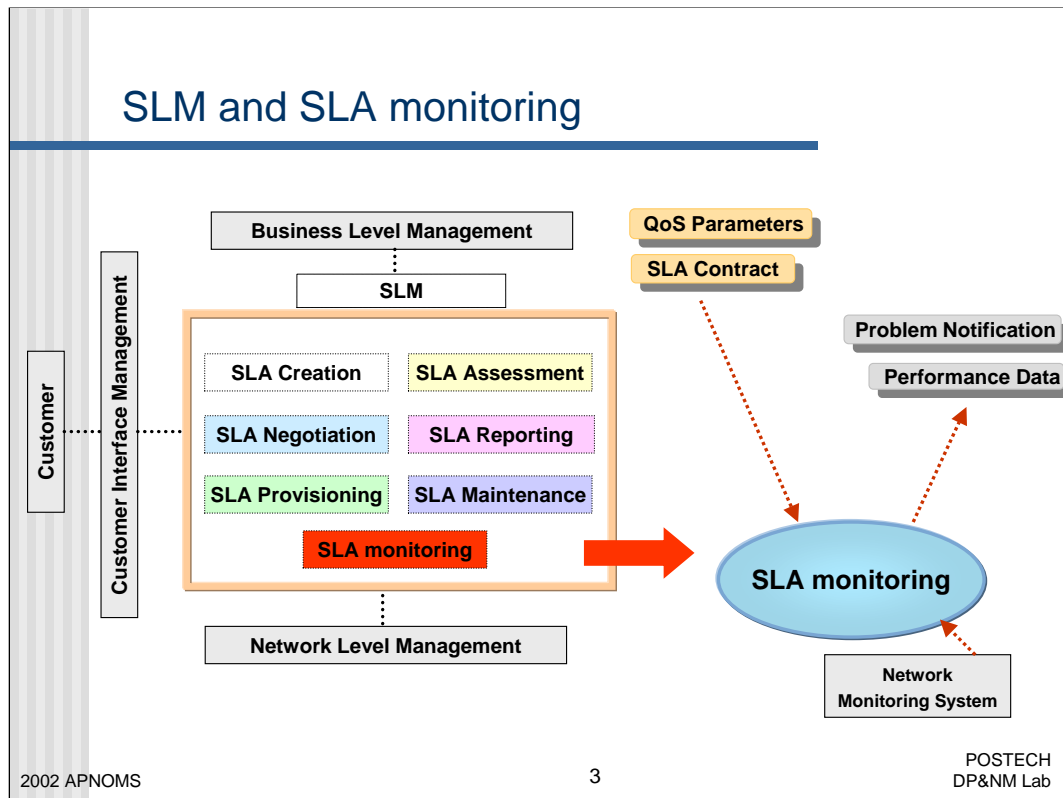 SLM and SLA monitoring
Business Level Management
SLM
Customer
Customer Interface Management
SLA Creation
SLA Assessment
SLA Negotiation
SLA Reporting
SLA Provisioning
SLA Maintenance
SLA monitoring
Network Level Management
QoS Parameters
SLA Contract
Problem Notification
Performance Data
SLA monitoring
Network
Monitoring System
2002 APNOMS
3
POSTECH
DP&NM Lab